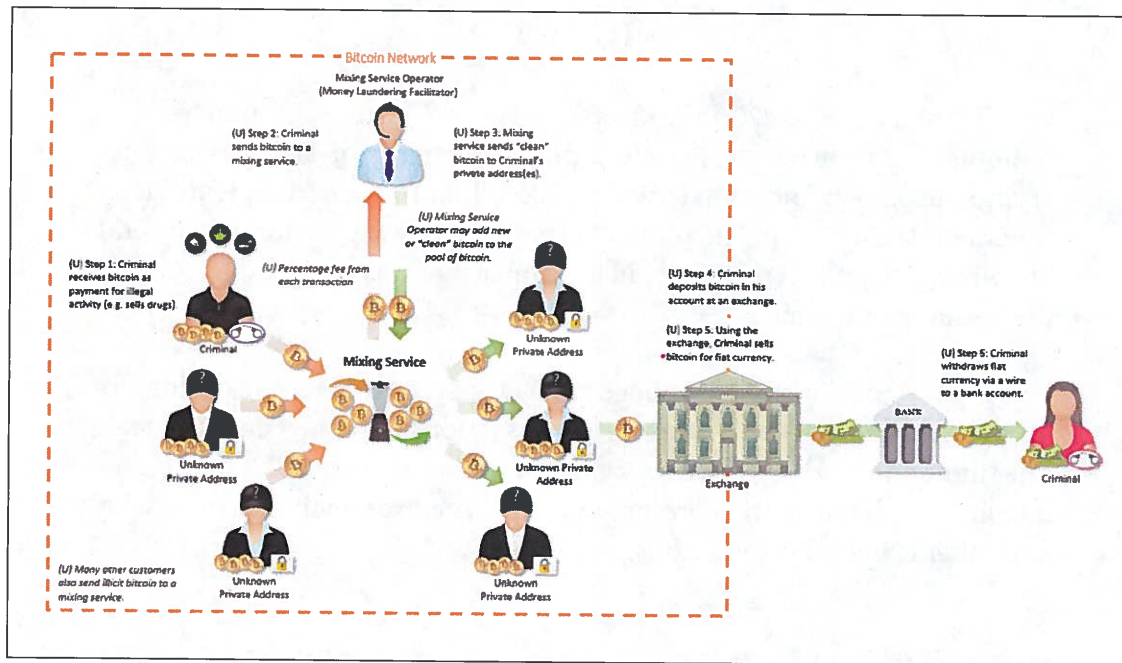 Bitcoin Network
Mixing Service Operator
(Money Laundering Facilitator)
(U) Step 2: Criminal
sends bitcoin to a
mixing service.
(U) Step 3: Mixing
service sends "clean"
bitcoin to Criminal's
private address(es).
(U) Mixing Service
Operator may add new
or "clean" bitcoin to the
pool of bitcoin.
(U) Percentage fee from
each transaction
(U) Step 1: Criminal
receives bitcoin as
payment for illegal
activity (e.g. sells drugs).
Criminal
?
Unknown
Private Address
(U) Step 4: Criminal
deposits bitcoin in his
account at an exchange.
(U) Step 5: Using the
exchange, Criminal sells
bitcoin for fiat currency.
(U) Step 5: Criminal
withdraws fiat
currency via a wire
to a bank account.
Mixing Service
?
Unknown
Private Address
?
Unknown Private
Address
Exchange
BANK
Criminal
?
Unknown
Private Address
?
Unknown
Private Address
(U) Many other customers
also send illicit bitcoin to a
mixing service.